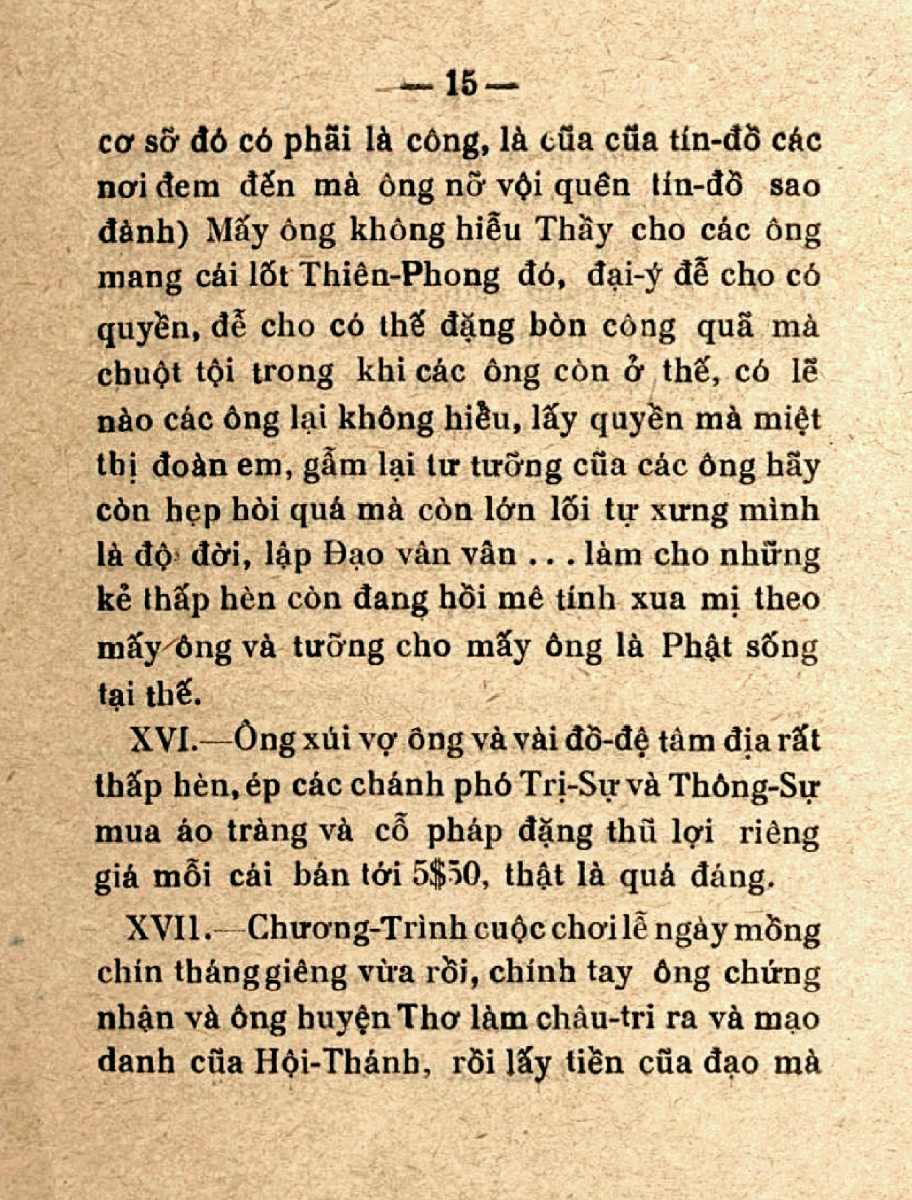 — 15 —
cơ sỡ đó có phãi là công, là cũa cũa tín-đồ các
nơi đem đến mà ông nỡ vội quên tín-đồ sao
đành) Mấy ông không hiễu Thầy cho các ông
mang cái lốt Thiên-Phong đó, đại-ý đễ cho có
quyền, đễ cho có thế đặng bòn công quã mà
chuột tội trong khi các ông còn ở thế, có lẽ
nào các ông lại không hiễu, lấy quyền mà miệt
thị đoàn em, gẫm lại tư tưỡng cũa các ông hãy
còn hẹp hòi quá mà còn lớn lối tự xưng mình
là độ đời, lập Đạo vân vân . . . làm cho những
kẻ thấp hèn còn đang hồi mê tính xua mị theo
mấy ông và tưỡng cho mấy ông là Phật sống
tại thế.
XVI.—Ông xúi vợ ông và vài đồ-đệ tâm địa rất
thấp hèn, ép các chánh phó Trị-Sự và Thông-Sự
mua áo tràng và cỗ pháp đặng thũ lợi riêng
giá mỗi cái bán tới 5$50, thật là quá đáng.
XVII.—Chương-Trình cuộc chơi lễ ngày mồng
chín tháng giêng vừa rồi, chính tay ông chứng
nhận và ông huyện Thơ làm châu-tri ra và mạo
danh cũa Hội-Thánh, rồi lấy tiền cũa đạo mà